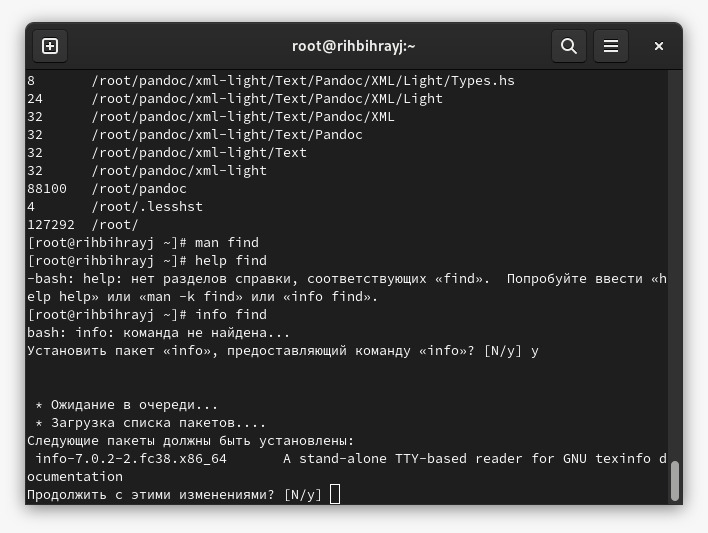 root@rihbihrayj:~
8 /root/pandoc/xml-light/Text/Pandoc/XML/Light/Types.hs
24 /root/pandoc/xml-light/Text/Pandoc/XML/Light
32 /root/pandoc/xml-light/Text/Pandoc/XML
32 /root/pandoc/xml-light/Text/Pandoc
32 /root/pandoc/xml-light/Text
32 /root/pandoc/xml-light
88100 /root/pandoc
4 /root/.lesshst
127292 /root/
[root@rihbihrayj ~]# man find
[root@rihbihrayj ~]# help find
-bash: help: нет разделов справки, соответствующих «find».  Попробуйте ввести «h
elp help» или «man -k find» или «info find».
[root@rihbihrayj ~]# info find
bash: info: команда не найдена...
Установить пакет «info», предоставляющий команду «info»? [N/y] y
* Ожидание в очереди...
* Загрузка списка пакетов....
Следующие пакеты должны быть установлены:
info-7.0.2-2.fc38.x86_64 A stand-alone TTY-based reader for GNU texinfo d
ocumentation
Продолжить с этими изменениями? [N/y]